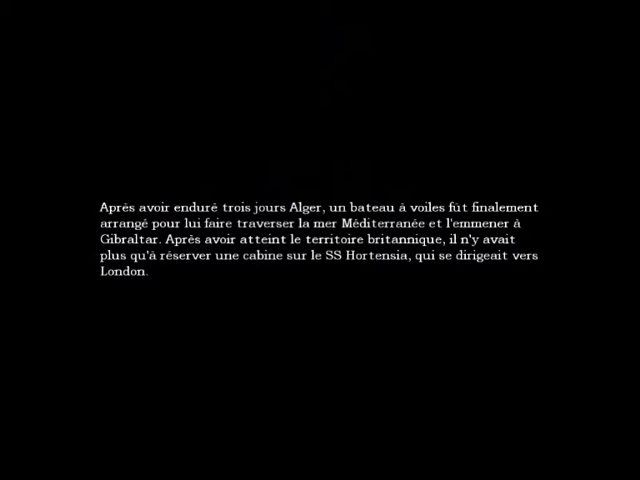 Après avoir enduré trois jours Alger, un bateau à voiles fût finalement
arrangé pour lui faire traverser la mer Méditerranée et l'emmener à
Gibraltar. Après avoir atteint le territoire britannique, il n'y avait
plus qu'à réserver une cabine sur le SS Hortensia, qui se dirigeait vers
London.